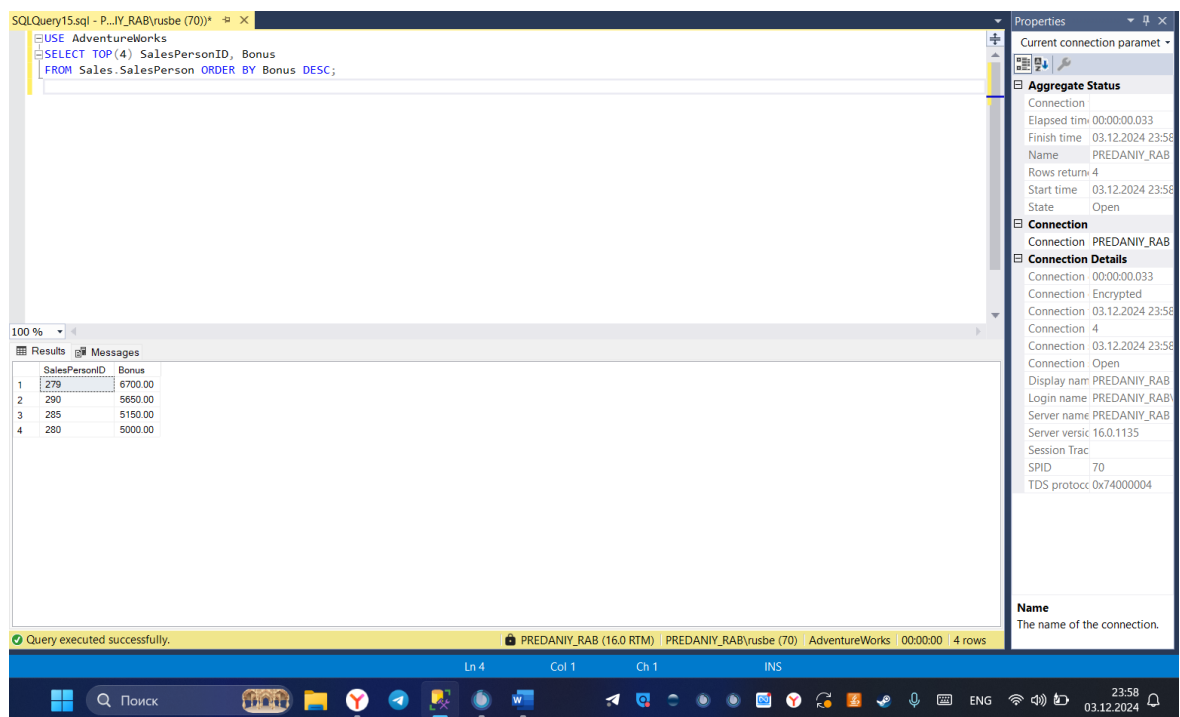 SQLQuery15.sql - P...IY_RAB\rusbe (70))*
USE AdventureWorks
SELECT TOP(4) SalesPersonID, Bonus
FROM Sales.SalesPerson ORDER BY Bonus DESC;
100 %
Results Messages
SalesPersonID Bonus
1 279 6700.00
2 290 5650.00
3 285 5150.00
4 280 5000.00
Query executed successfully.
PREDANIY_RAB (16.0 RTM) PREDANIY_RAB\rusbe (70) AdventureWorks 00:00:00 4 rows
Properties
Current connection paramet
Aggregate Status
Connection
Elapsed tim 00:00:00.033
Finish time 03.12.2024 23:58
Name PREDANIY_RAB
Rows return 4
Start time 03.12.2024 23:58
State Open
Connection
Connection PREDANIY_RAB
Connection Details
Connection 00:00:00.033
Connection Encrypted
Connection 03.12.2024 23:58
Connection 4
Connection 03.12.2024 23:58
Connection Open
Display nam PREDANIY_RAB
Login name PREDANIY_RAB\
Server name PREDANIY_RAB
Server versic 16.0.1135
Session Trac
SPID 70
TDS protocc 0x74000004
Name
The name of the connection.
Ln 4 Col 1 Ch 1 INS
Поиск
ENG
23:58
03.12.2024